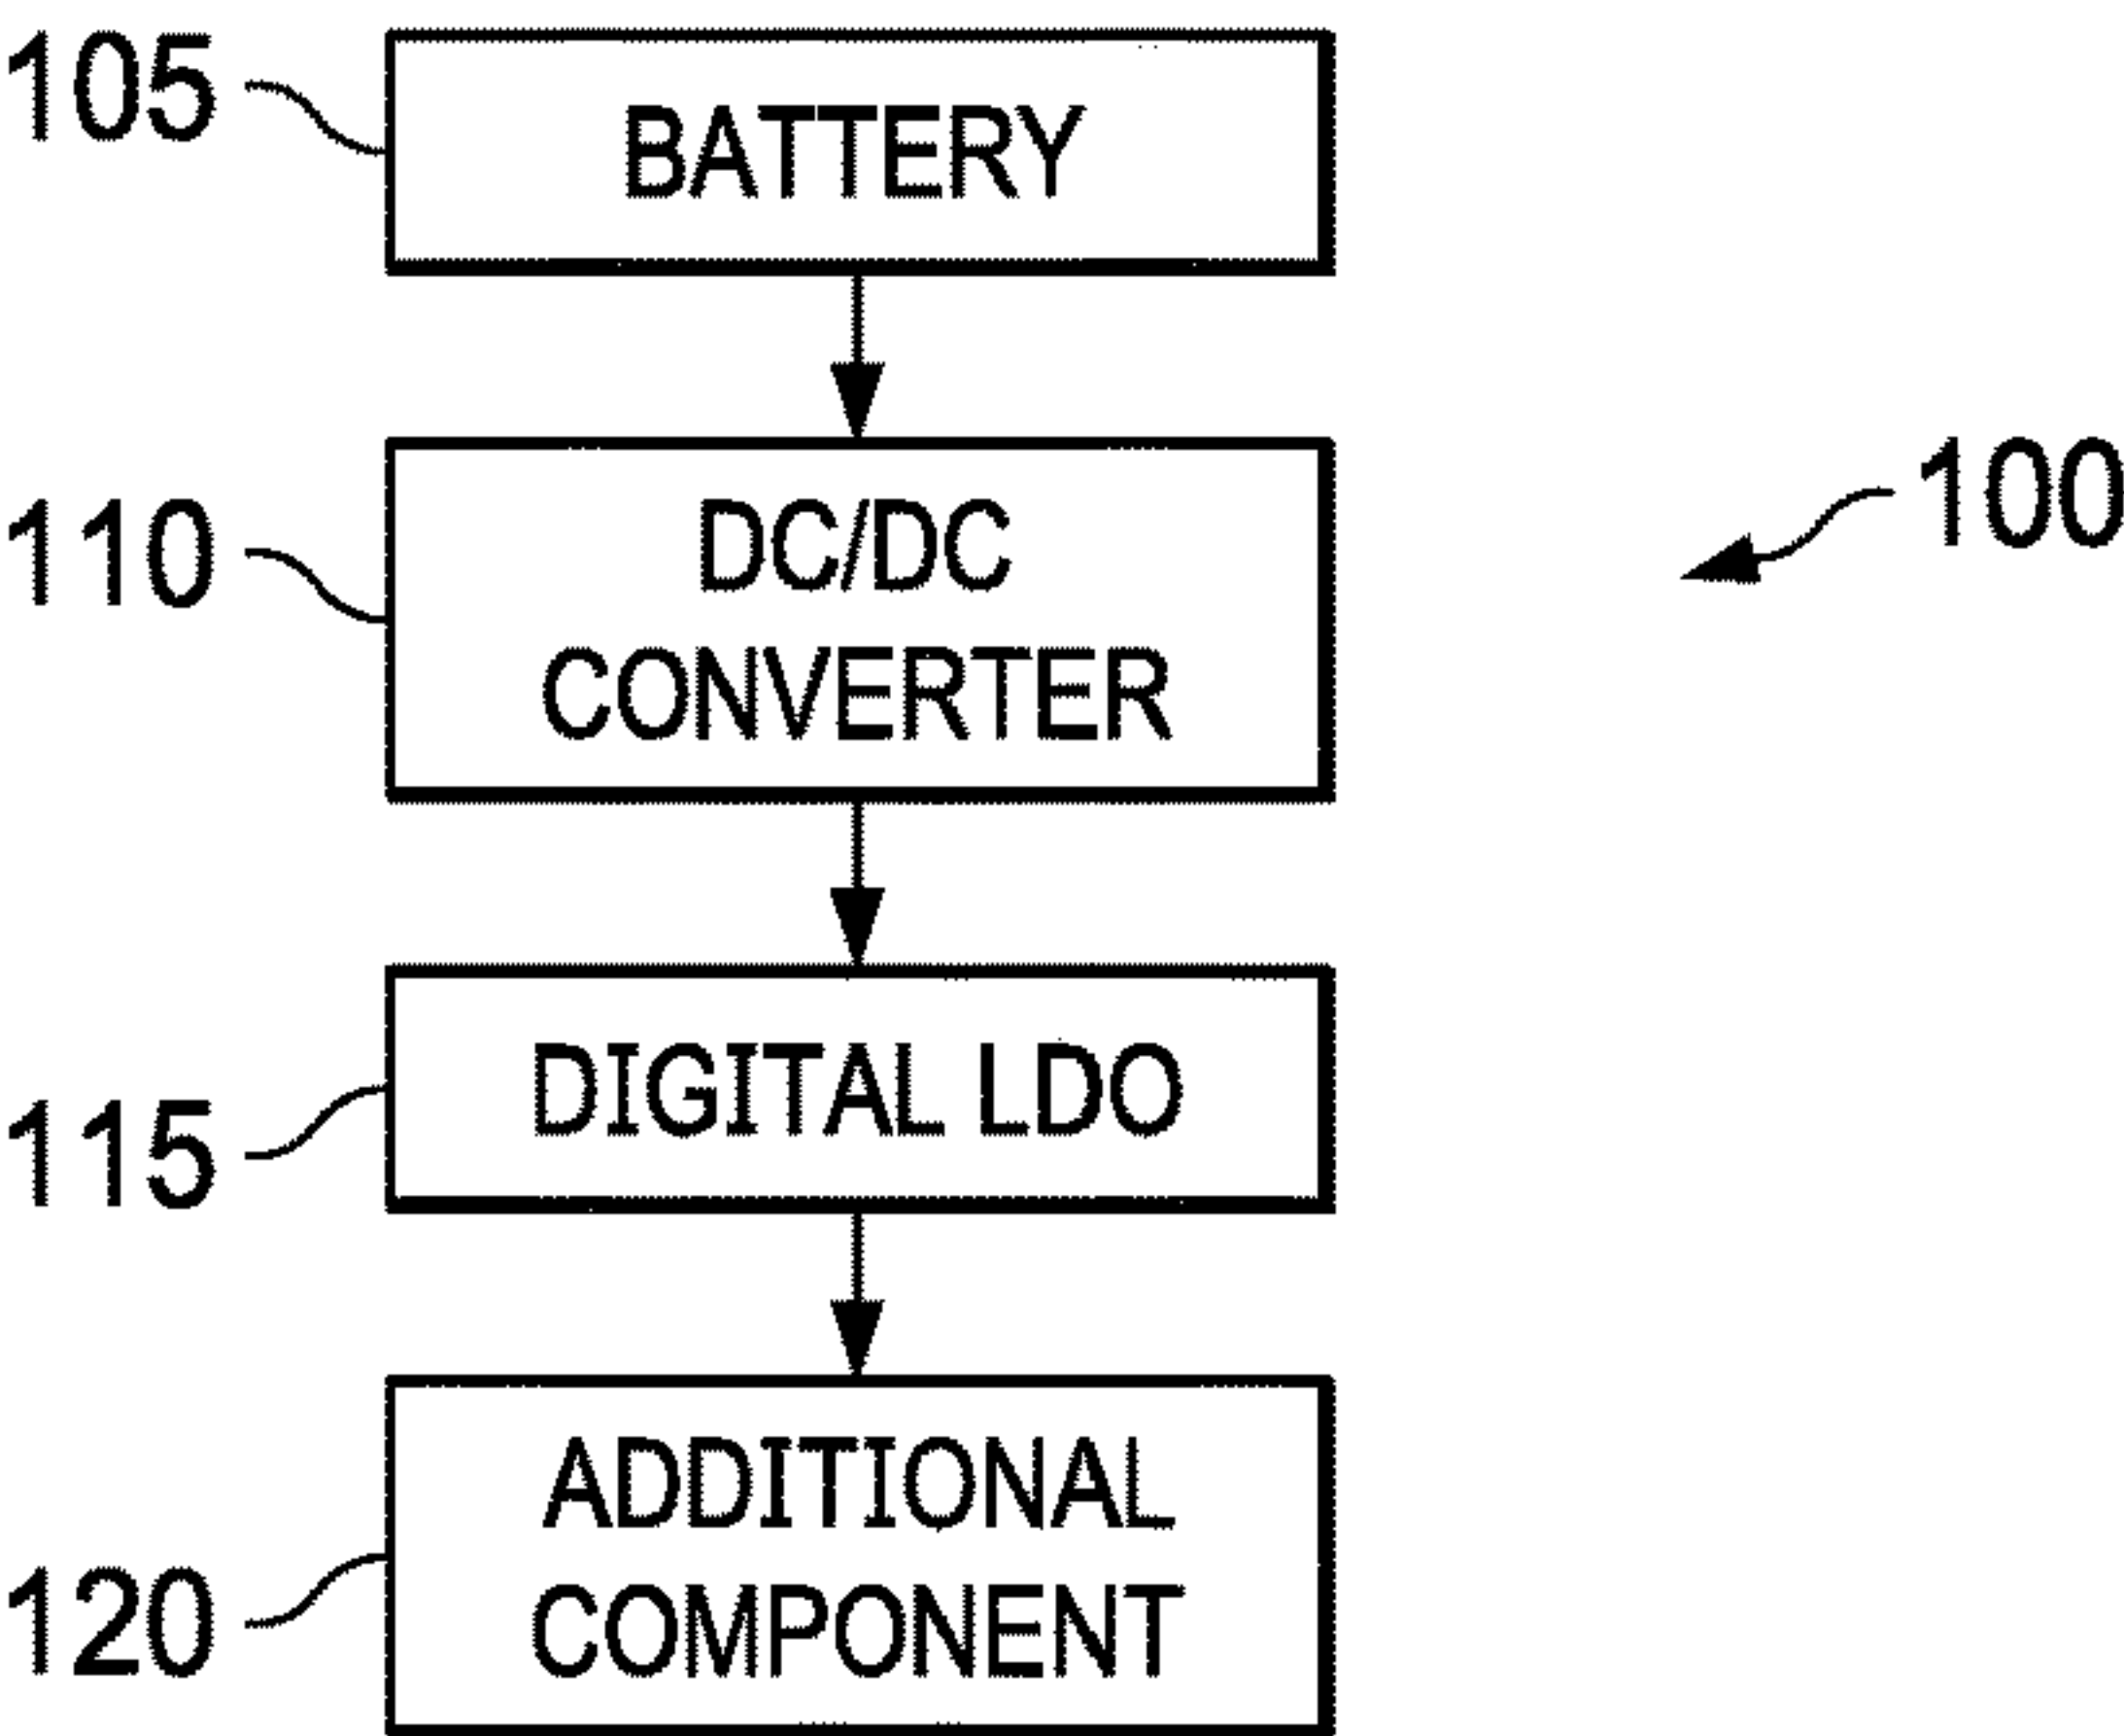 105
BATTERY
110
DC/DC
CONVERTER
100
115
DIGITAL LDO
120
ADDITIONAL
COMPONENT